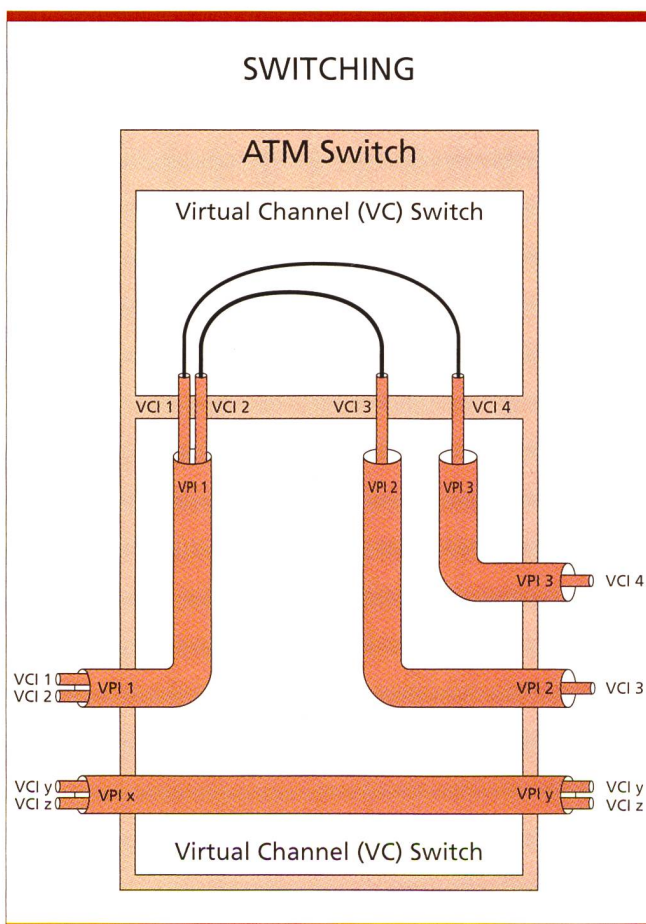 SWITCHING
ATM Switch
Virtual Channel (VC) Switch
VCI 1
VCI 2
VCI 3
VCI 4
VPI 1
VPI 2
VPI 3
VPI 3
VCI 4
VCI 1
VCI 2
VPI 1
VPI 2
VCI 3
VCI y
VCI z
VPI x
VPI y
VCI y
VCI z
Virtual Channel (VC) Switch